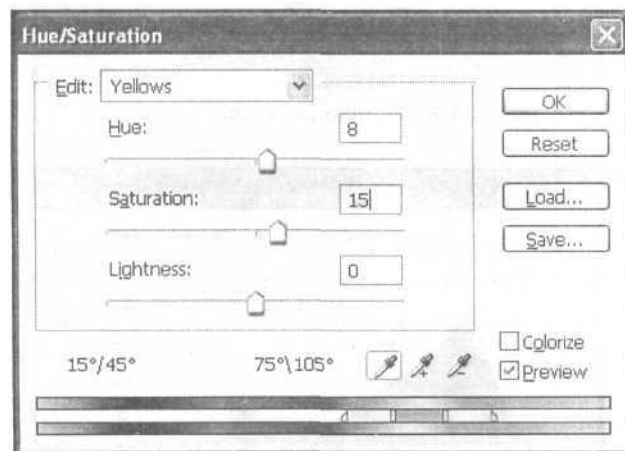 Hue/Saturation
Edit: Yellows
OK
Hue: 8
Reset
Saturation: 15
Load...
Save...
Lightness: 0
Colorize
15°/45° 75°\105°
Preview